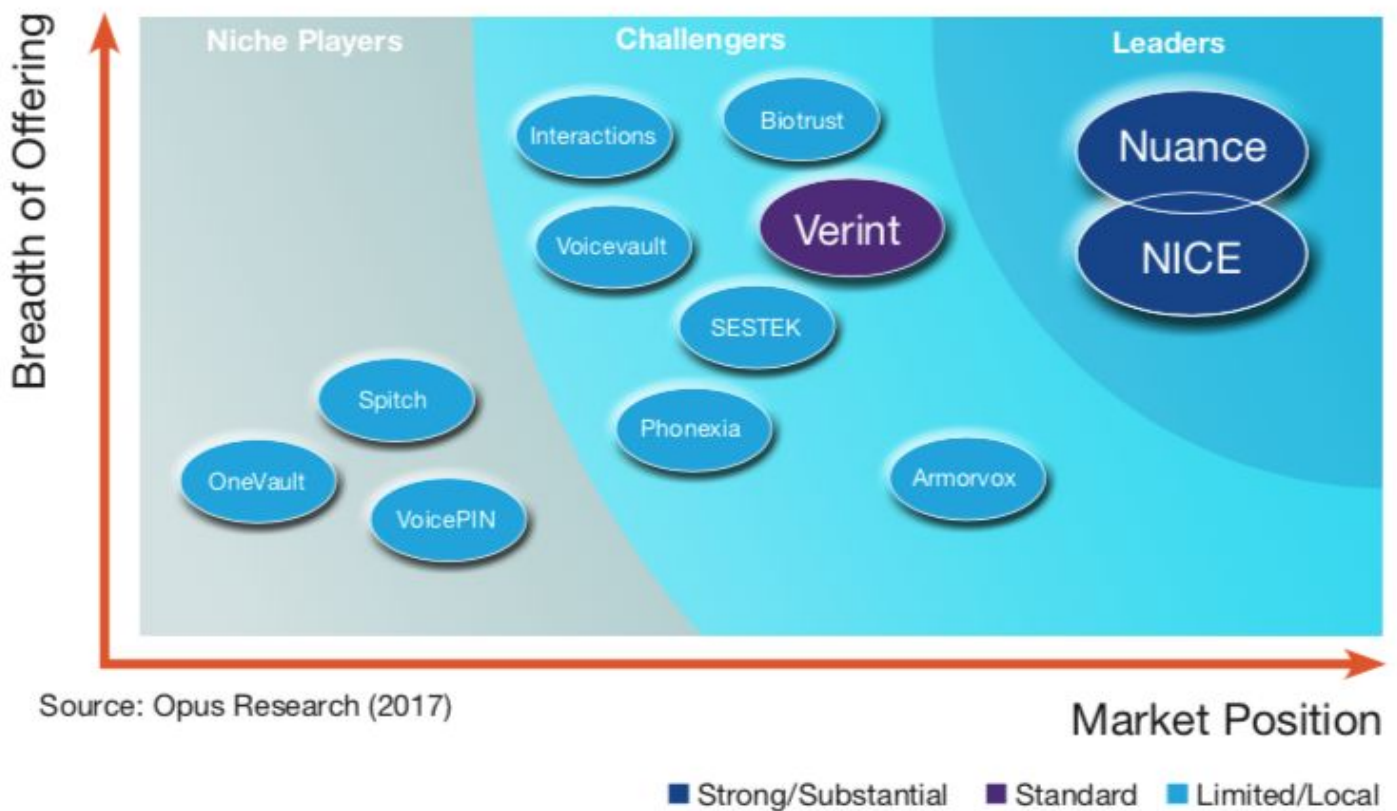 Breadth of Offering
Niche Players
Challengers
Leaders
Interactions
Biotrust
Nuance
Voicevault
Verint
NICE
SESTEK
Spitch
Phonexia
OneVault
VoicePIN
Armorvox
Source: Opus Research (2017)
Market Position
Strong/Substantial
Standard
Limited/Local